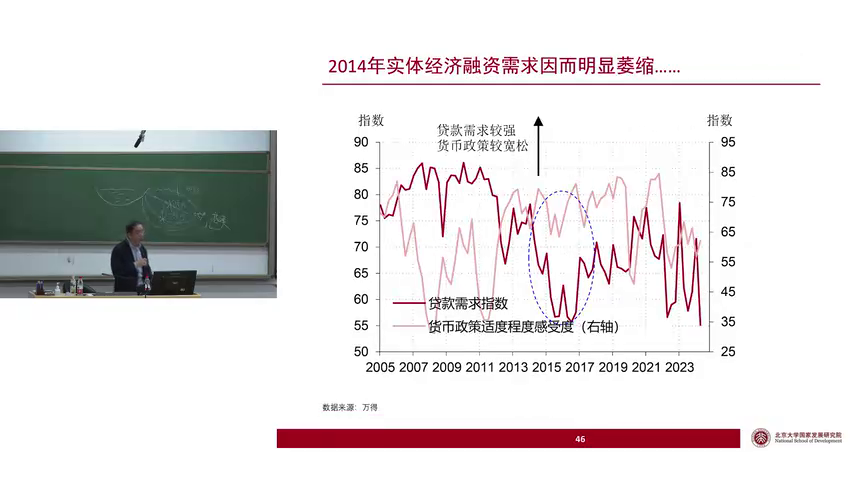 2014年实体经济融资需求因而明显萎缩……
指数
指数
贷款需求较强
货币政策较宽松
90
85
80
75
70
65
60
55
50
95
85
75
65
55
45
35
25
贷款需求指数
货币政策适度程度感受度（右轴）
2005 2007 2009 2011 2013 2015 2017 2019 2021 2023
数据来源：万得
46
北京大学国家发展研究院
National School of Development